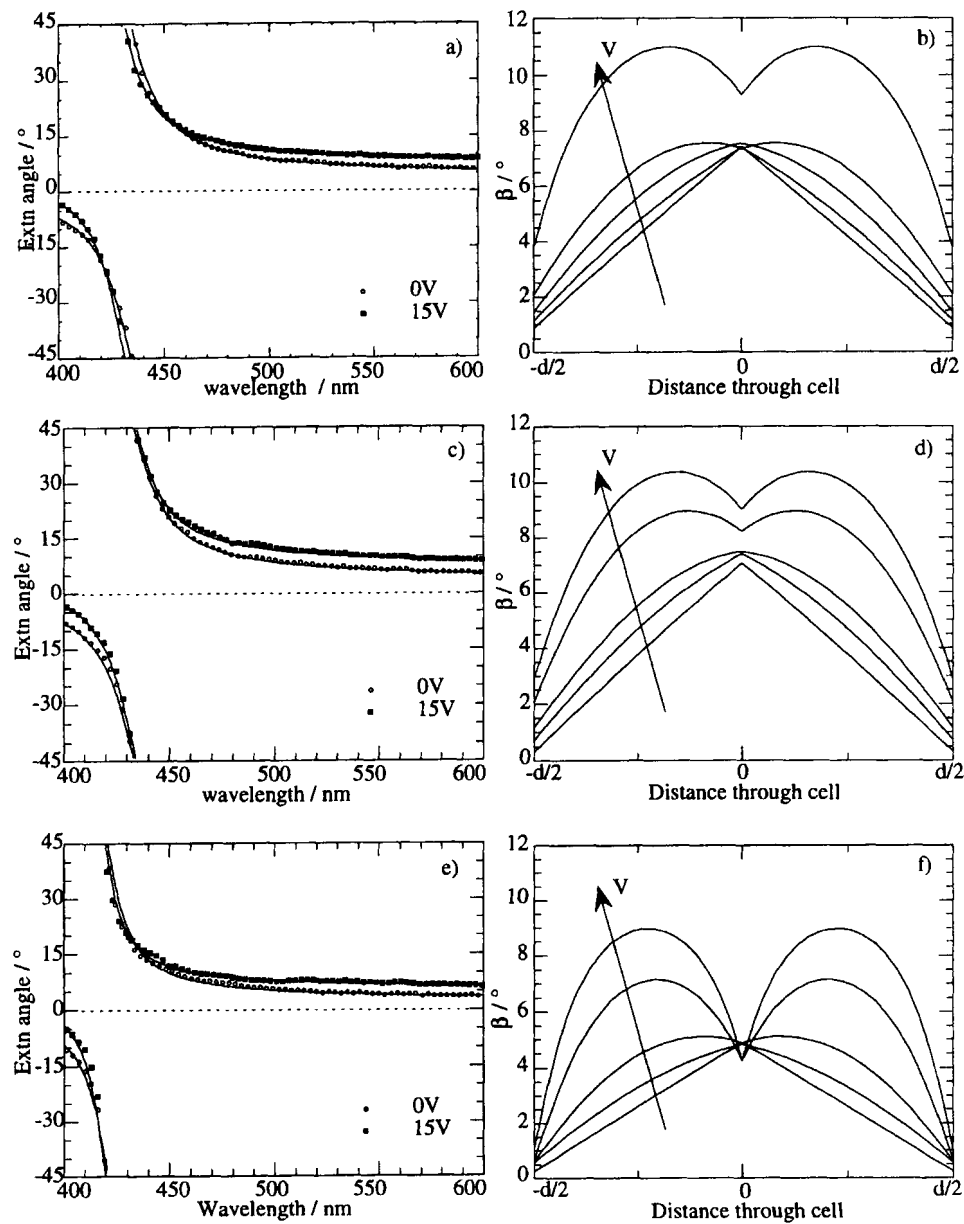 a)
Extn angle / °
45
30
15
0
-15
-30
-45
0V
15V
400
450
500
550
600
wavelength / nm
b)
V
β / °
12
10
8
6
4
2
0
-d/2
0
d/2
Distance through cell
c)
Extn angle / °
45
30
15
0
-15
-30
-45
0V
15V
400
450
500
550
600
wavelength / nm
d)
V
β / °
12
10
8
6
4
2
0
-d/2
0
d/2
Distance through cell
e)
Extn angle / °
45
30
15
0
-15
-30
-45
0V
15V
400
450
500
550
600
Wavelength / nm
f)
V
β / °
12
10
8
6
4
2
0
-d/2
0
d/2
Distance through cell